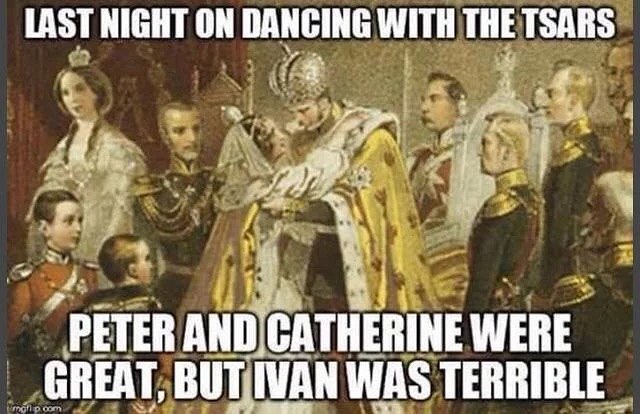 LAST NIGHT ON DANCING WITH THE TSARS
PETER AND CATHERINE WERE
GREAT, BUT IVAN WAS TERRIBLE
imgflip.com